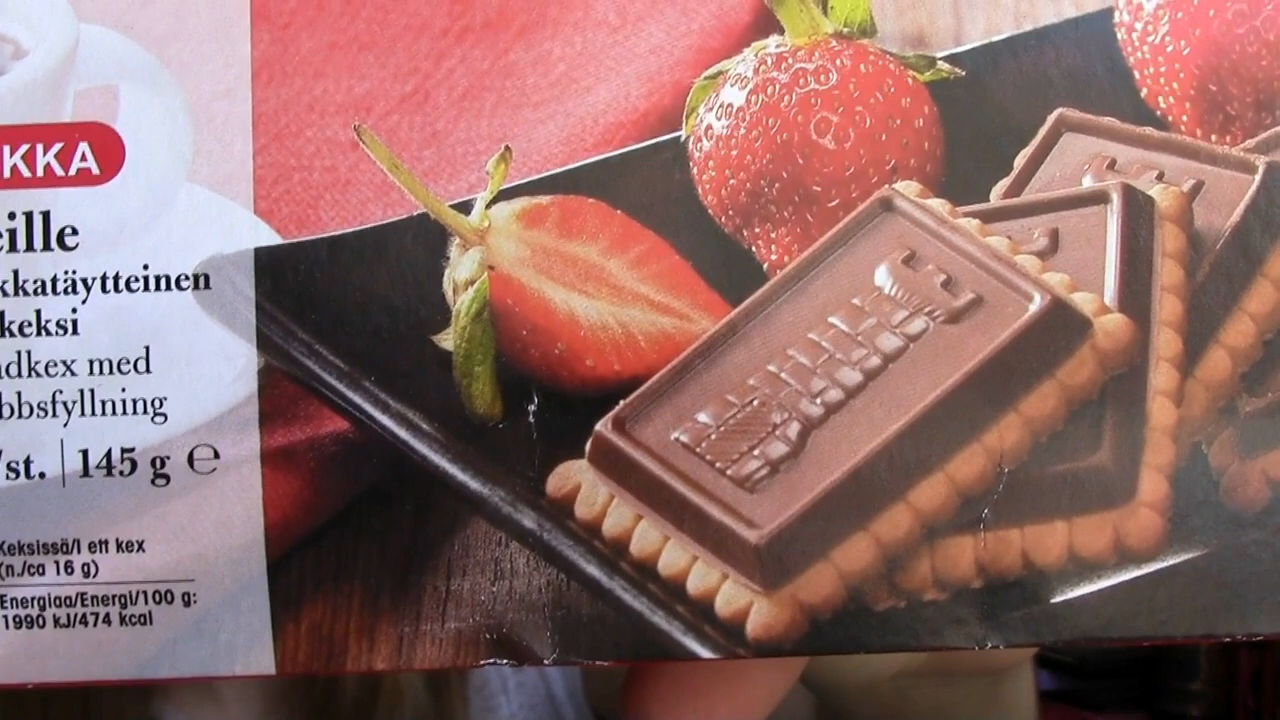 KKA
eille
kkatäytteinen
keksi
dkex med
bbsfyllning
/st. | 145 g ℮
Keksissä/I ett kex
(n./ca 16 g)
Energiaa/Energi/100 g:
1990 kJ/474 kcal